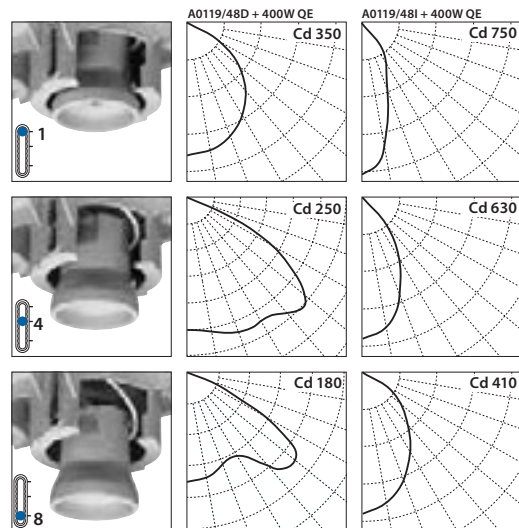 A0119/48D + 400W QE
A0119/48I + 400W QE
1
Cd 350
Cd 750
4
Cd 250
Cd 630
8
Cd 180
Cd 410